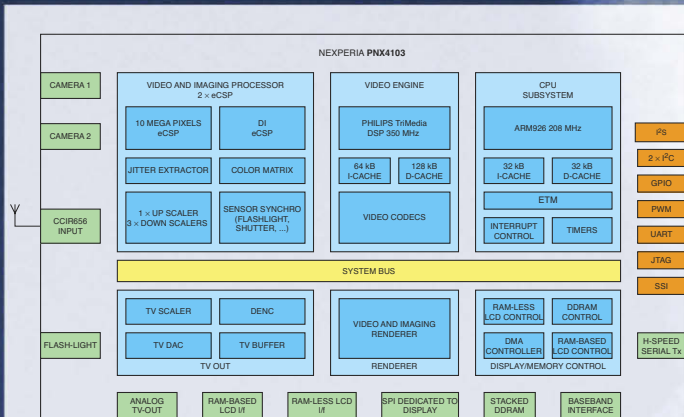 NEXPERIA PNX4103
CAMERA 1
CAMERA 2
CCIR656
INPUT
FLASH-LIGHT
VIDEO AND IMAGING PROCESSOR
2 × eCSP
10 MEGA PIXELS
eCSP
DI
eCSP
JITTER EXTRACTOR
COLOR MATRIX
1 × UP SCALER
3 × DOWN SCALERS
SENSOR SYNCHRO
(FLASHLIGHT,
SHUTTER, ...)
VIDEO ENGINE
PHILIPS TriMedia
DSP 350 MHz
64 kB
I-CACHE
128 kB
D-CACHE
VIDEO CODECS
CPU
SUBSYSTEM
ARM926 208 MHz
32 kB
I-CACHE
32 kB
D-CACHE
ETM
INTERRUPT
CONTROL
TIMERS
I²S
2 × I²C
GPIO
PWM
UART
JTAG
SSI
H-SPEED
SERIAL Tx
SYSTEM BUS
TV SCALER
DENC
TV DAC
TV BUFFER
TV OUT
VIDEO AND IMAGING
RENDERER
RENDERER
RAM-LESS
LCD CONTROL
DDRAM
CONTROL
DMA
CONTROLLER
RAM-BASED
LCD CONTROL
DISPLAY/MEMORY CONTROL
ANALOG
TV-OUT
RAM-BASED
LCD I/f
RAM-LESS LCD
I/f
SPI DEDICATED TO
DISPLAY
STACKED
DDRAM
BASEBAND
INTERFACE